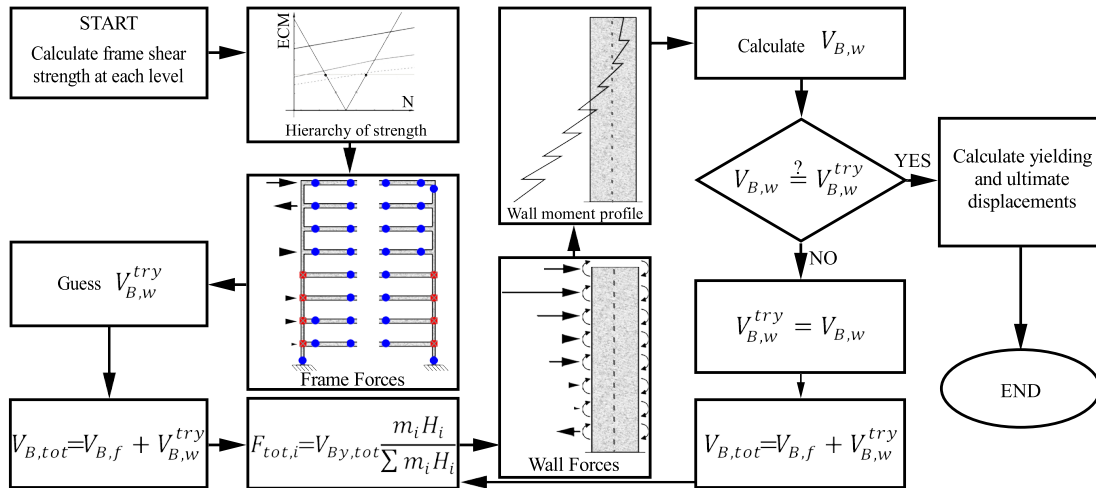 START
Calculate frame shear
strength at each level
ECM
N
Hierarchy of strength
Frame Forces
Guess V_{B,w}^{try}
V_{B,tot}=V_{B,f} + V_{B,w}^{try}
F_{tot,i}=V_{By,tot} \frac{m_i H_i}{\sum m_i H_i}
Wall Forces
Wall moment profile
Calculate V_{B,w}
V_{B,w} \stackrel{?}{=} V_{B,w}^{try}
YES
Calculate yielding
and ultimate
displacements
END
NO
V_{B,w}^{try} = V_{B,w}
V_{B,tot}=V_{B,f} + V_{B,w}^{try}